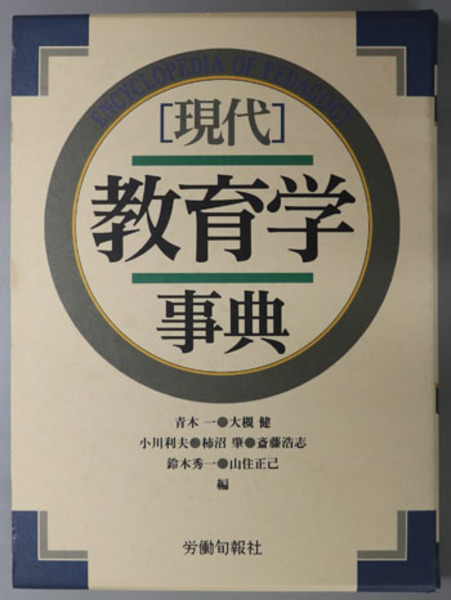 ENCYCLOPEDIA OF PEDAGOGY
[現代]
教育学
事典
青木 一●大槻 健
小川利夫●柿沼 肇●斎藤浩志
鈴木秀一●山住正己
編
労働旬報社